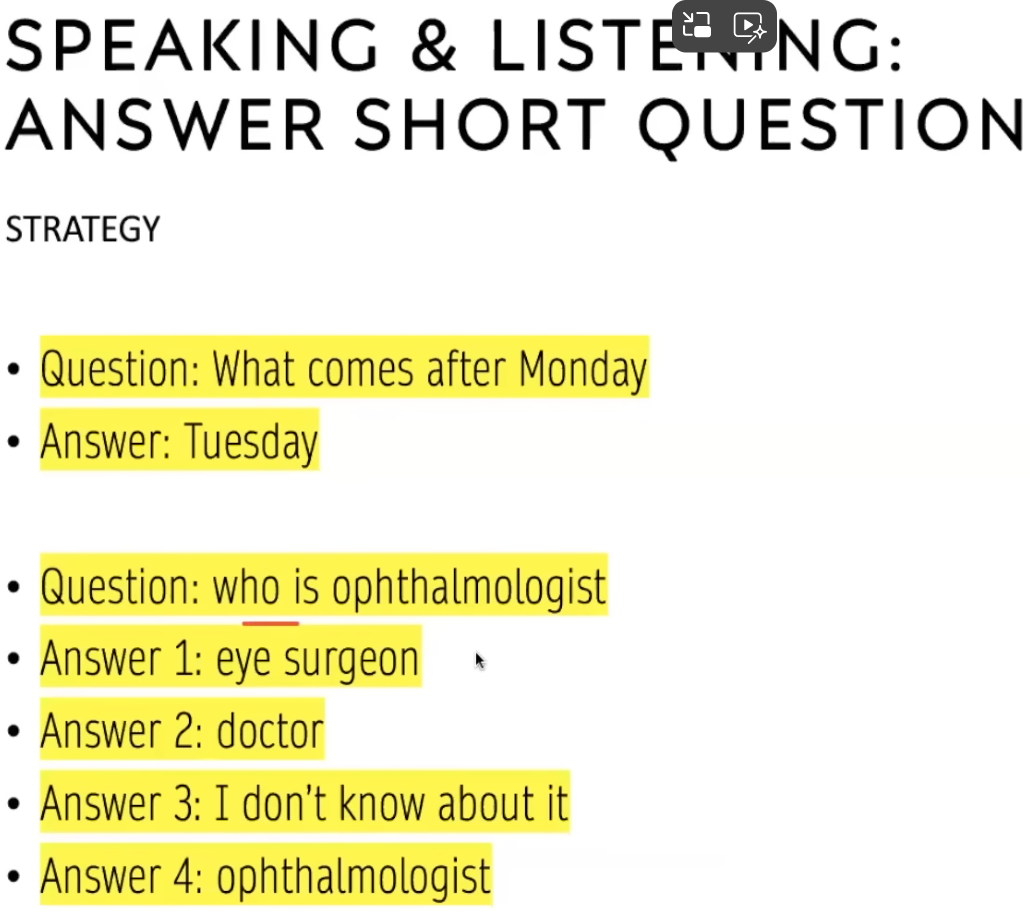 SPEAKING & LISTENING:
ANSWER SHORT QUESTION
STRATEGY
• Question: What comes after Monday
• Answer: Tuesday
• Question: who is ophthalmologist
• Answer 1: eye surgeon
• Answer 2: doctor
• Answer 3: I don't know about it
• Answer 4: ophthalmologist